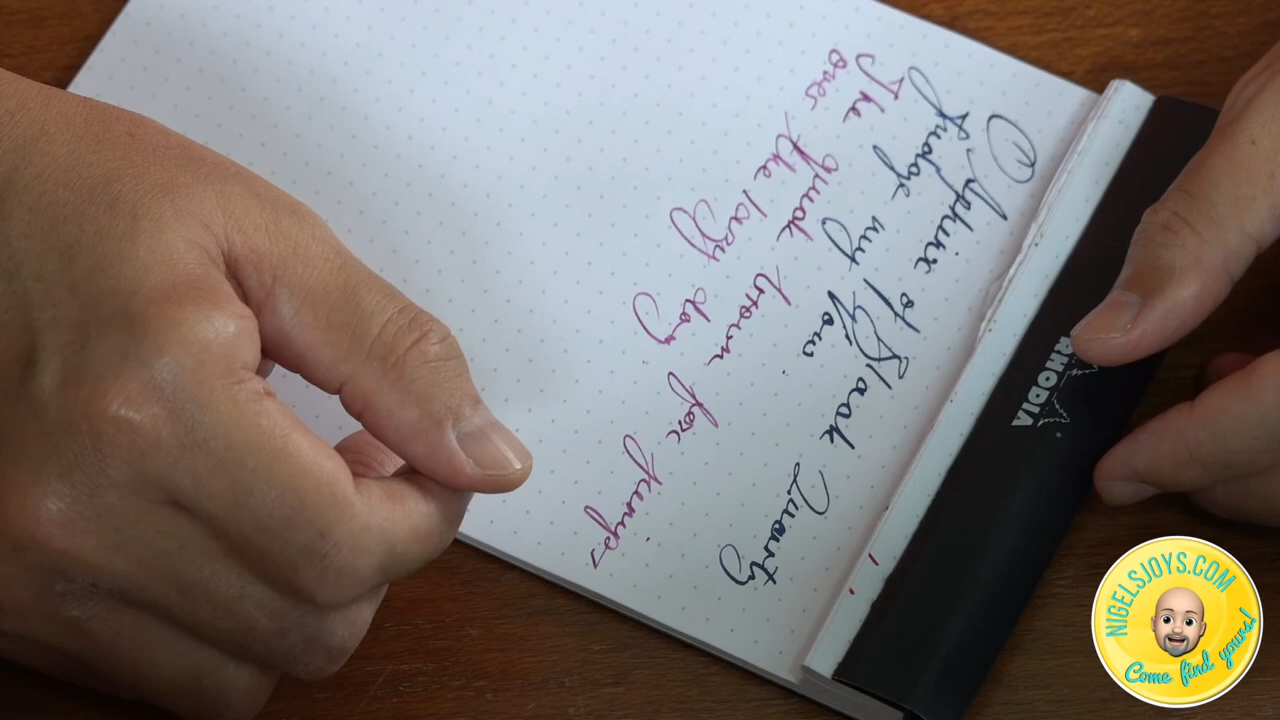 O' Sphinx of Black Quartz
Judge my Vow.
The quick brown fox jumps
over the lazy dog.
RHODIA
NIGELSJOYS.COM
Come find yours!